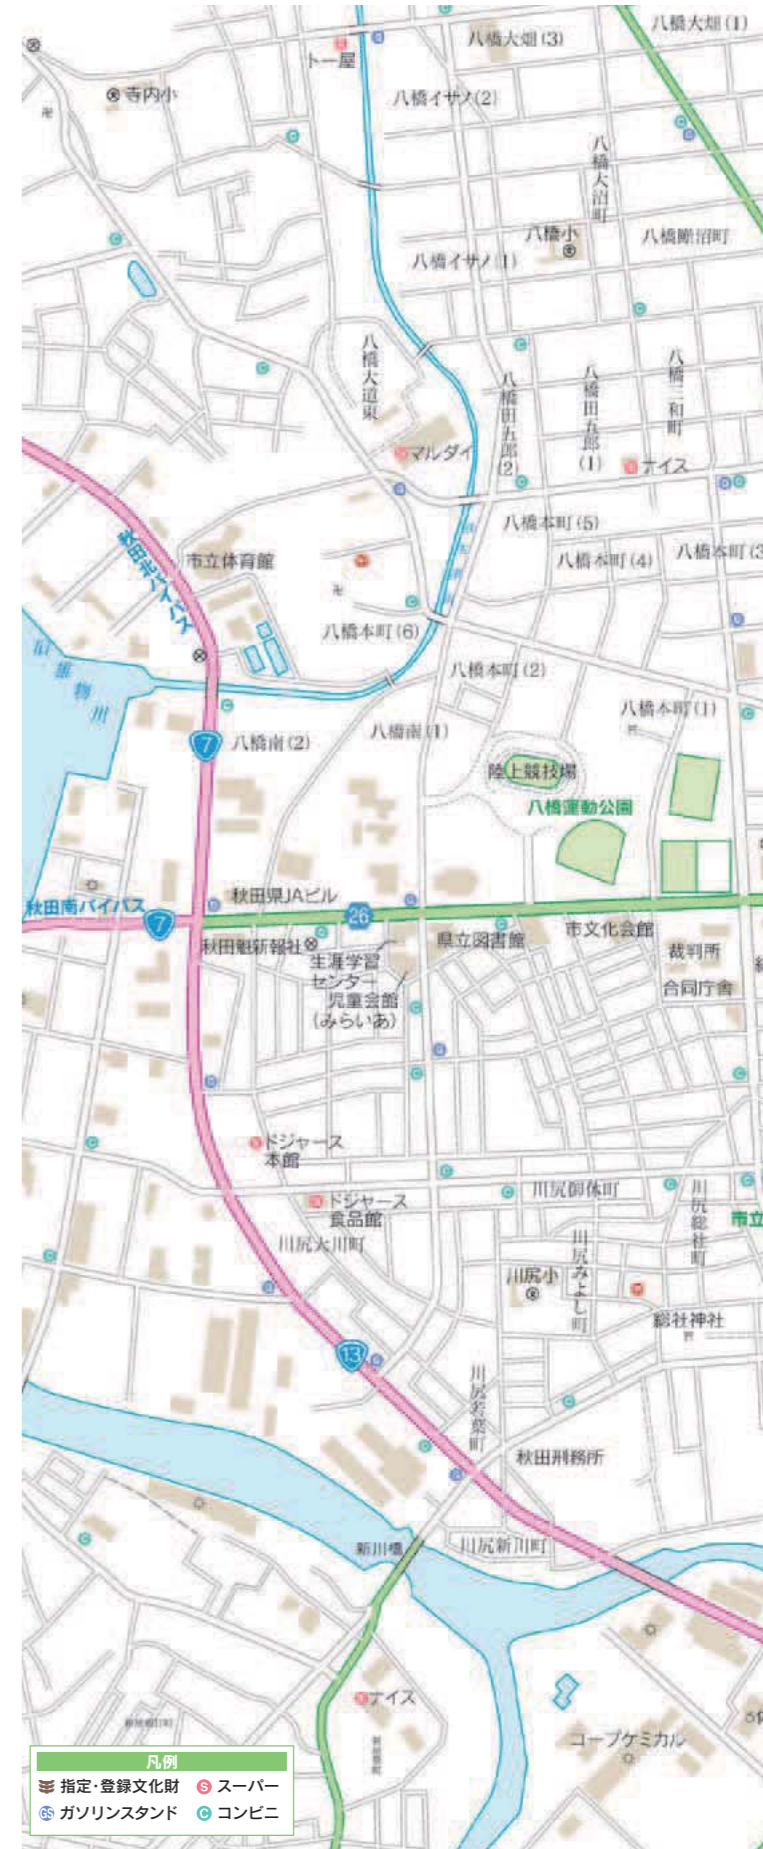 八橋大畑(1)
八橋大畑(3)
トー屋
寺内小
八橋イサノ(2)
八橋大沼町
八橋小
八橋鯲沼町
八橋イサノ(1)
八橋大道東
八橋田五郎(2)
八橋田五郎(1)
八橋三和町
マルダイ
ナイス
八橋本町(5)
八橋本町(4)
八橋本町(3
秋田北バイパス
市立体育館
八橋本町(6)
旧雄物川
八橋本町(2)
八橋本町(1)
7
八橋南(2)
八橋南(1)
陸上競技場
八橋運動公園
秋田県JAビル
秋田南バイパス
7
26
秋田魁新報社
生涯学習
センター
児童会館
(みらいあ)
県立図書館
市文化会館
裁判所
合同庁舎
ドジャース
本館
ドジャース
食品館
川尻御休町
川尻総社町
市立
川尻大川町
川尻小
川尻みよし町
総社神社
13
川尻若葉町
秋田刑務所
新川橋
川尻新川町
ナイス
コープケミカル
凡例
指定・登録文化財
S スーパー
GS ガソリンスタンド
C コンビニ